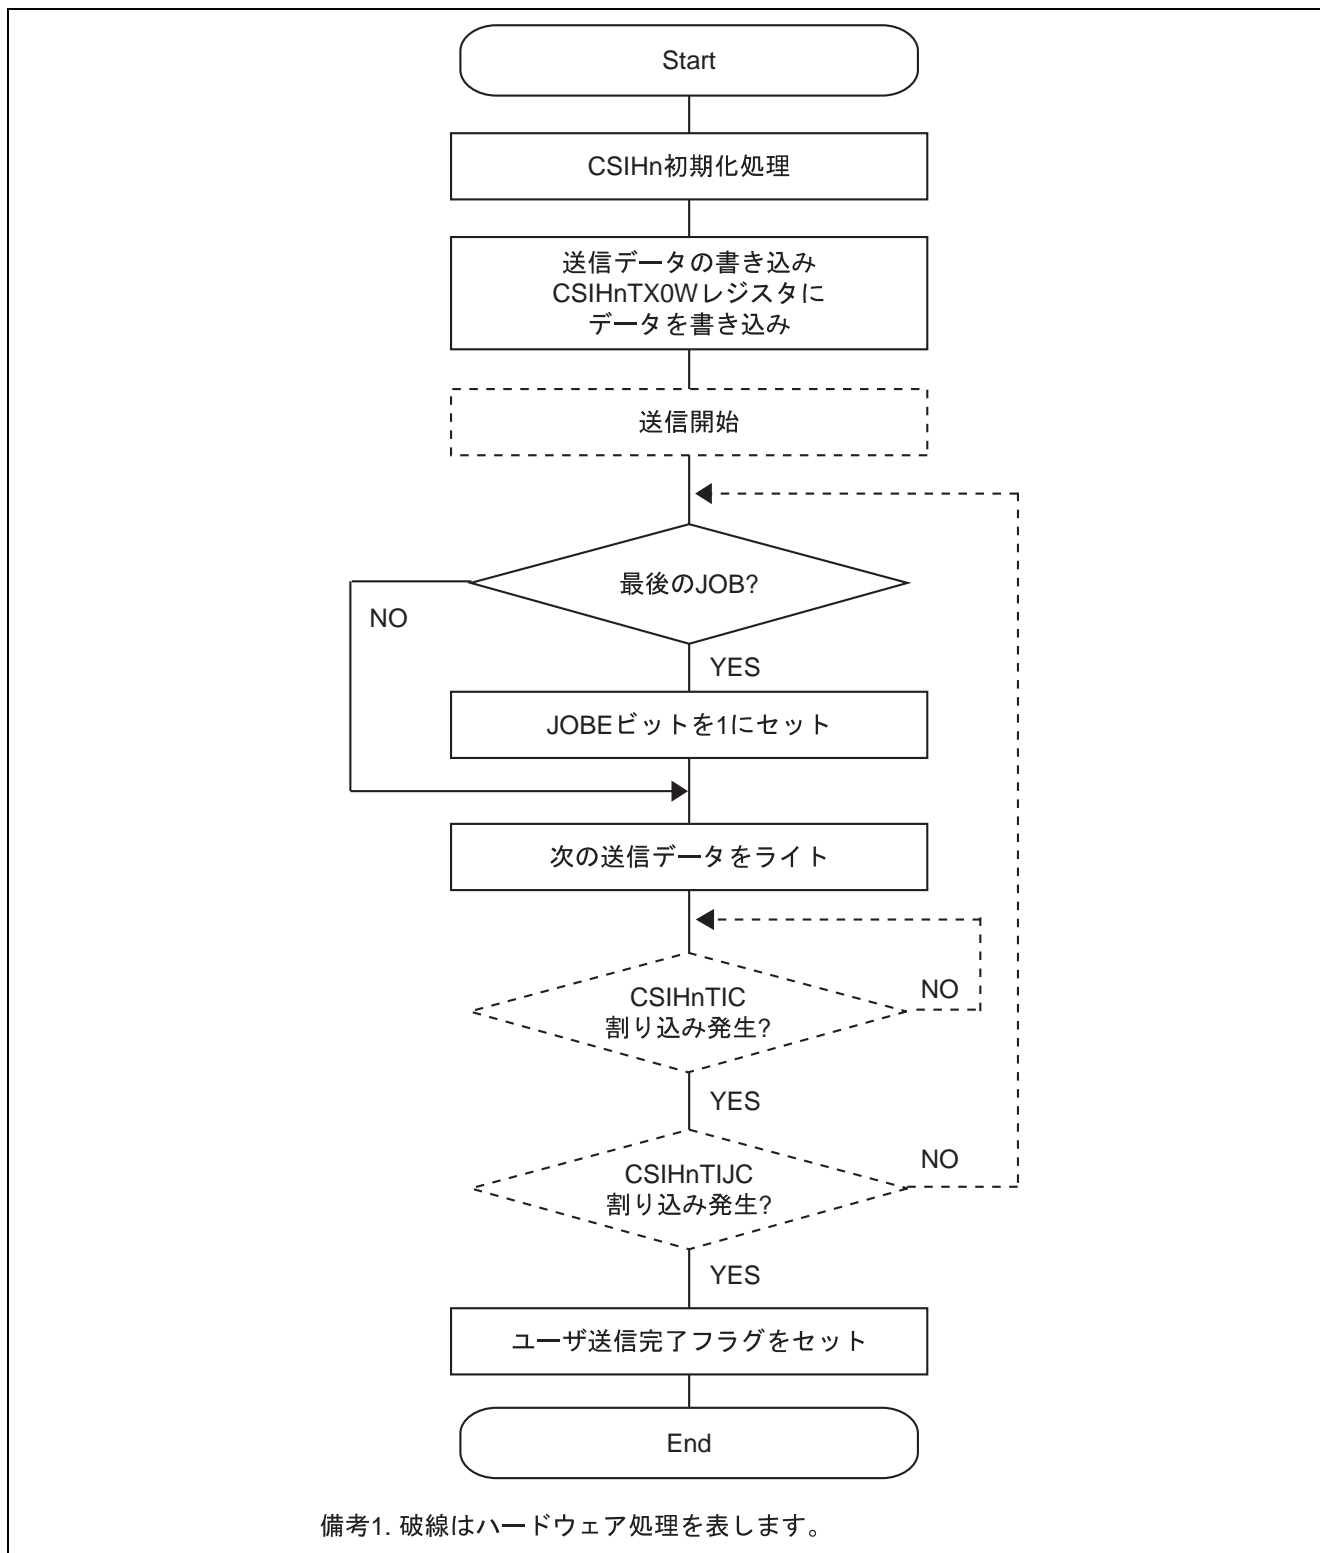 Start
CSIHn初期化処理
送信データの書き込み
CSIHnTX0Wレジスタに
データを書き込み
送信開始
最後のJOB?
NO
YES
JOBEビットを1にセット
次の送信データをライト
CSIHnTIC
割り込み発生?
NO
YES
CSIHnTIJC
割り込み発生?
NO
YES
ユーザ送信完了フラグをセット
End
備考1. 破線はハードウェア処理を表します。